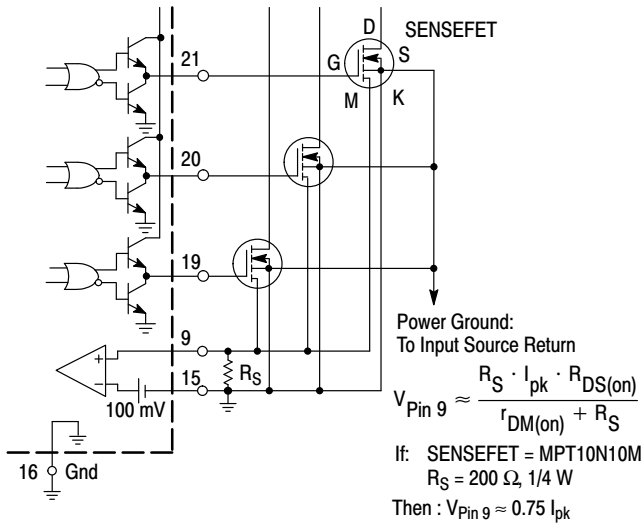 D
SENSEFET
21
G
S
M
K
20
19
9
+
R_S
15
−
100 mV
16
Gnd
Power Ground:
To Input Source Return
V_Pin 9 ≈ (R_S · I_pk · R_DS(on)) / (r_DM(on) + R_S)
If: SENSEFET = MPT10N10M
R_S = 200 Ω, 1/4 W
Then : V_Pin 9 ≈ 0.75 I_pk